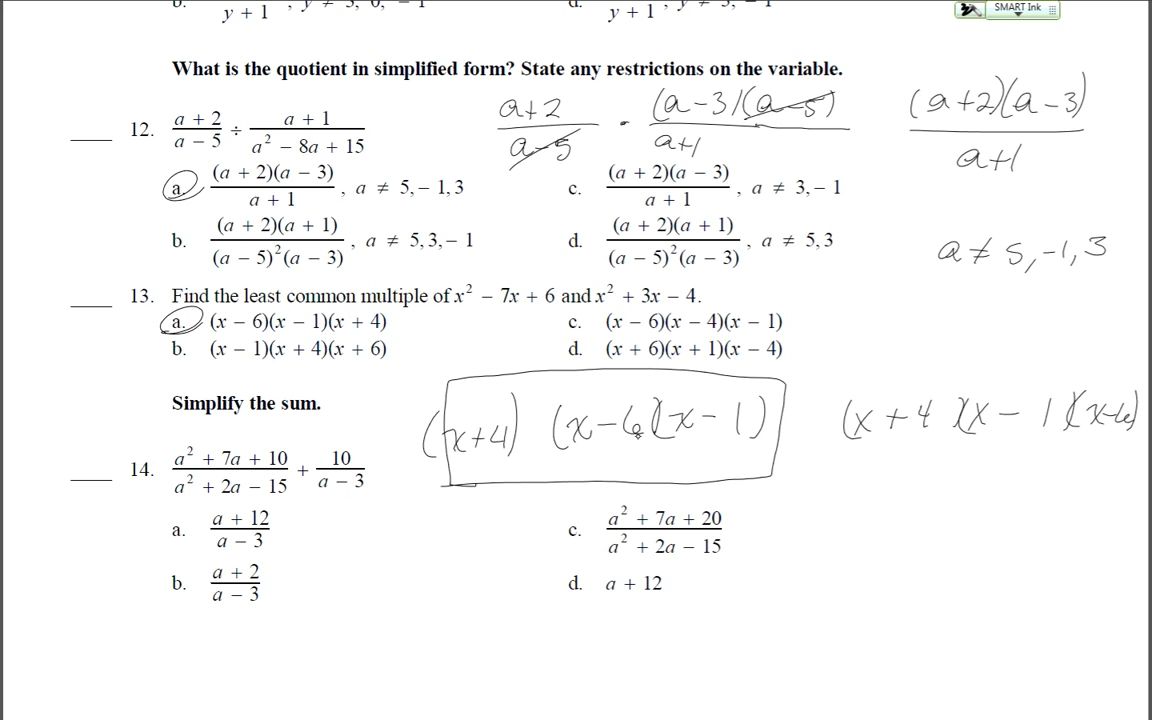 y + 1
y + 1
SMART Ink
What is the quotient in simplified form? State any restrictions on the variable.
___ 12. (a + 2)/(a − 5) ÷ (a + 1)/(a² − 8a + 15)
a+2/a-5 · (a-3)(a-5)/a+1
(a+2)(a-3)/a+1
a. (a + 2)(a − 3)/(a + 1) , a ≠ 5, − 1, 3
c. (a + 2)(a − 3)/(a + 1) , a ≠ 3, − 1
b. (a + 2)(a + 1)/(a − 5)²(a − 3) , a ≠ 5, 3, − 1
d. (a + 2)(a + 1)/(a − 5)²(a − 3) , a ≠ 5, 3
a ≠ 5, -1, 3
___ 13. Find the least common multiple of x² − 7x + 6 and x² + 3x − 4.
a. (x − 6)(x − 1)(x + 4)
c. (x − 6)(x − 4)(x − 1)
b. (x − 1)(x + 4)(x + 6)
d. (x + 6)(x + 1)(x − 4)
Simplify the sum.
(x+4) (x-6)(x-1)
(x+4)(x-1)(x-6)
___ 14. (a² + 7a + 10)/(a² + 2a − 15) + 10/(a − 3)
a. (a + 12)/(a − 3)
c. (a² + 7a + 20)/(a² + 2a − 15)
b. (a + 2)/(a − 3)
d. a + 12